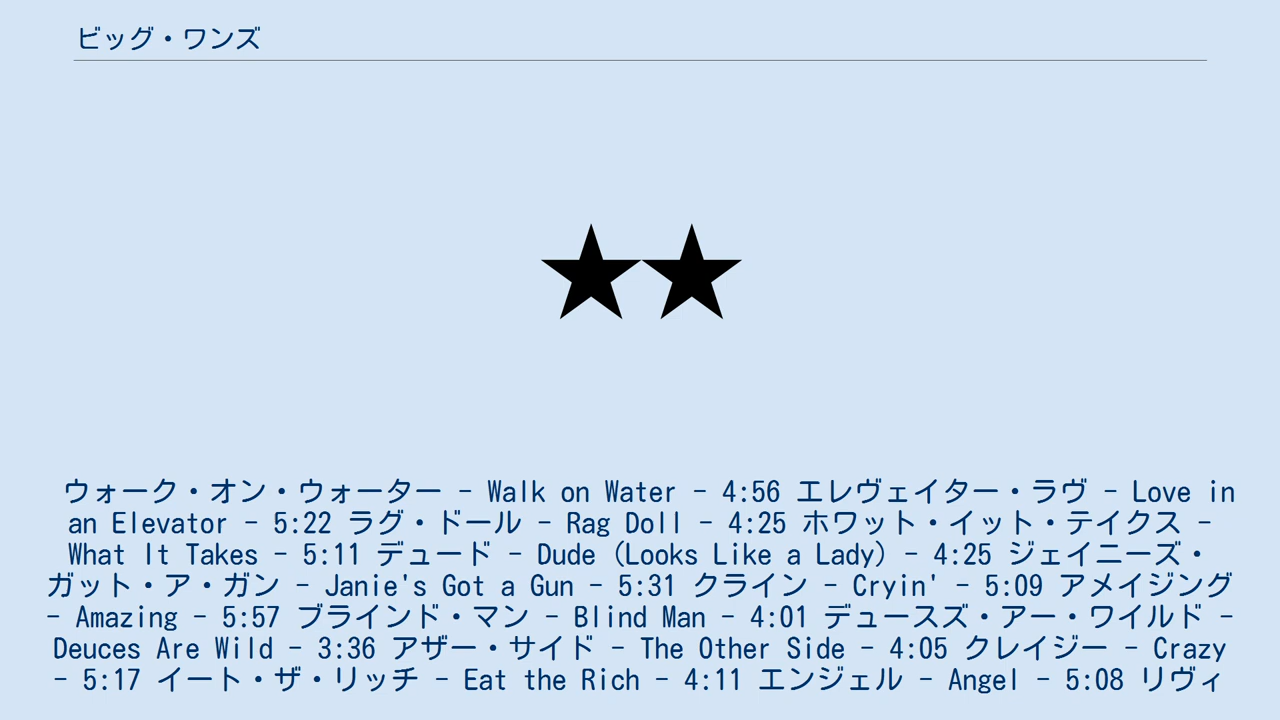 ビッグ・ワンズ
ウォーク・オン・ウォーター - Walk on Water - 4:56 エレヴェイター・ラヴ - Love in
an Elevator - 5:22 ラグ・ドール - Rag Doll - 4:25 ホワット・イット・テイクス -
What It Takes - 5:11 デュード - Dude (Looks Like a Lady) - 4:25 ジェイニーズ・
ガット・ア・ガン - Janie's Got a Gun - 5:31 クライン - Cryin' - 5:09 アメイジング
- Amazing - 5:57 ブラインド・マン - Blind Man - 4:01 デュースズ・アー・ワイルド -
Deuces Are Wild - 3:36 アザー・サイド - The Other Side - 4:05 クレイジー - Crazy
- 5:17 イート・ザ・リッチ - Eat the Rich - 4:11 エンジェル - Angel - 5:08 リヴィ